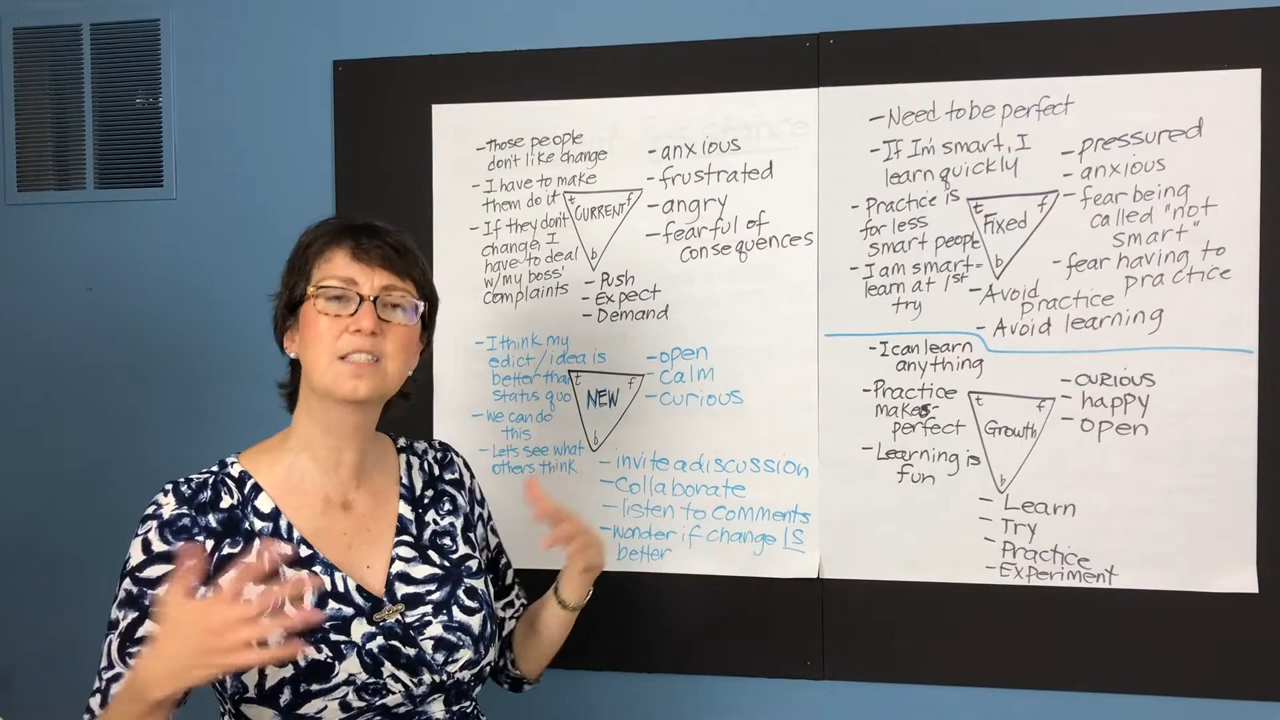 - Those people
don't like change
- I have to make
them do it
- If they don't
change, I
have to deal
w/my boss'
complaints
t
f
CURRENT
b
- anxious
- frustrated
- angry
- fearful of
consequences
- Push
- Expect
- Demand
- I think my
edict/idea is
better than
status quo
- We can do
this
- Let's see what
others think
t
f
NEW
b
- open
- calm
- curious
- invite a discussion
- Collaborate
- listen to comments
- wonder if change IS
better
- Need to be perfect
- If I'm smart, I
learn quickly
- Practice is
for less
smart people
- I am smart-
learn at 1st
try
t
f
Fixed
b
- pressured
- anxious
- fear being
called "not
smart"
- fear having to
practice
- Avoid
practice
- Avoid learning
- I can learn
anything
- Practice
makes
perfect
- Learning is
fun
t
f
Growth
b
- curious
- happy
- open
- Learn
- Try
- Practice
- Experiment